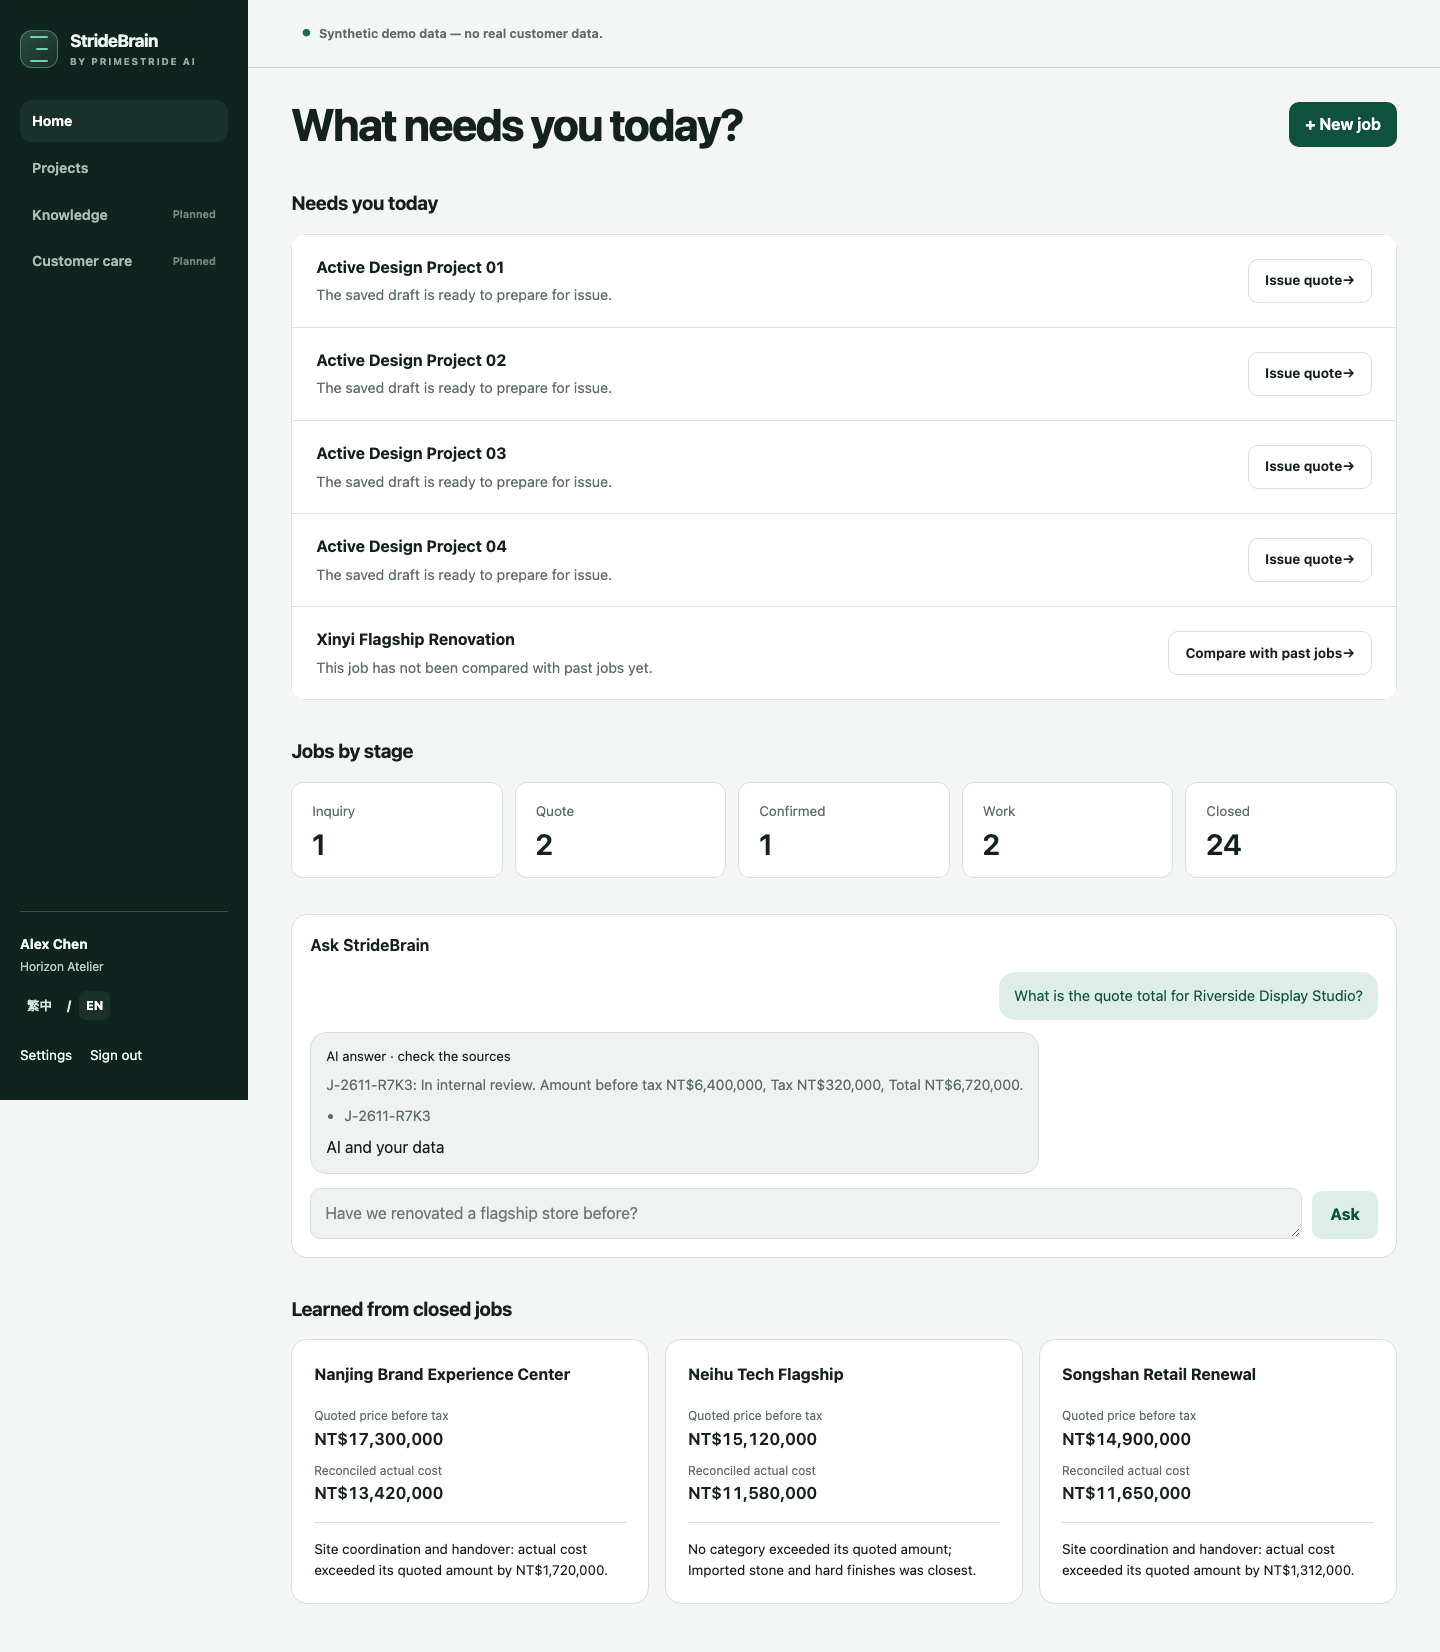 StrideBrain
BY PRIMESTRIDE AI
Home
Projects
Knowledge Planned
Customer care Planned
Alex Chen
Horizon Atelier
繁中 / EN
Settings Sign out
Synthetic demo data — no real customer data.
What needs you today?
+ New job
Needs you today
Active Design Project 01
The saved draft is ready to prepare for issue.
Issue quote→
Active Design Project 02
The saved draft is ready to prepare for issue.
Issue quote→
Active Design Project 03
The saved draft is ready to prepare for issue.
Issue quote→
Active Design Project 04
The saved draft is ready to prepare for issue.
Issue quote→
Xinyi Flagship Renovation
This job has not been compared with past jobs yet.
Compare with past jobs→
Jobs by stage
Inquiry
1
Quote
2
Confirmed
1
Work
2
Closed
24
Ask StrideBrain
What is the quote total for Riverside Display Studio?
AI answer · check the sources
J-2611-R7K3: In internal review. Amount before tax NT$6,400,000, Tax NT$320,000, Total NT$6,720,000.
• J-2611-R7K3
AI and your data
Have we renovated a flagship store before?
Ask
Learned from closed jobs
Nanjing Brand Experience Center
Quoted price before tax
NT$17,300,000
Reconciled actual cost
NT$13,420,000
Site coordination and handover: actual cost
exceeded its quoted amount by NT$1,720,000.
Neihu Tech Flagship
Quoted price before tax
NT$15,120,000
Reconciled actual cost
NT$11,580,000
No category exceeded its quoted amount;
Imported stone and hard finishes was closest.
Songshan Retail Renewal
Quoted price before tax
NT$14,900,000
Reconciled actual cost
NT$11,650,000
Site coordination and handover: actual cost
exceeded its quoted amount by NT$1,312,000.